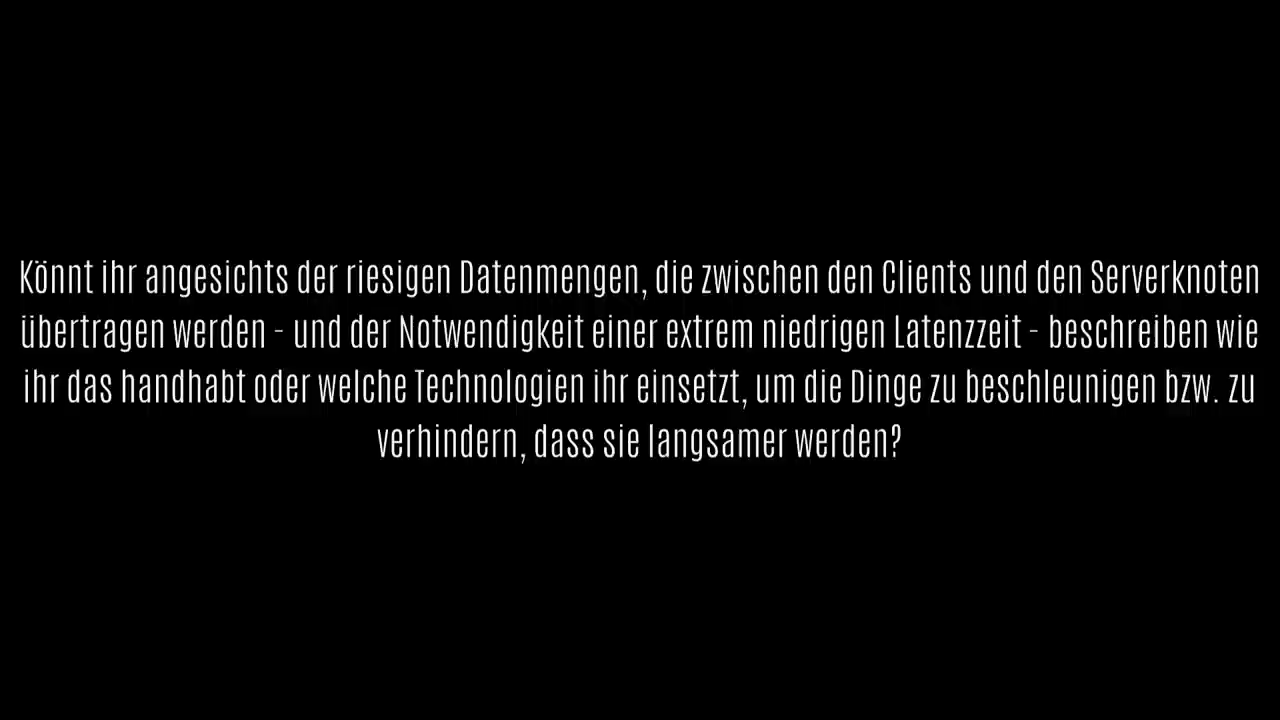 Könnt ihr angesichts der riesigen Datenmengen, die zwischen den Clients und den Serverknoten
übertragen werden - und der Notwendigkeit einer extrem niedrigen Latenzzeit - beschreiben wie
ihr das handhabt oder welche Technologien ihr einsetzt, um die Dinge zu beschleunigen bzw. zu
verhindern, dass sie langsamer werden?